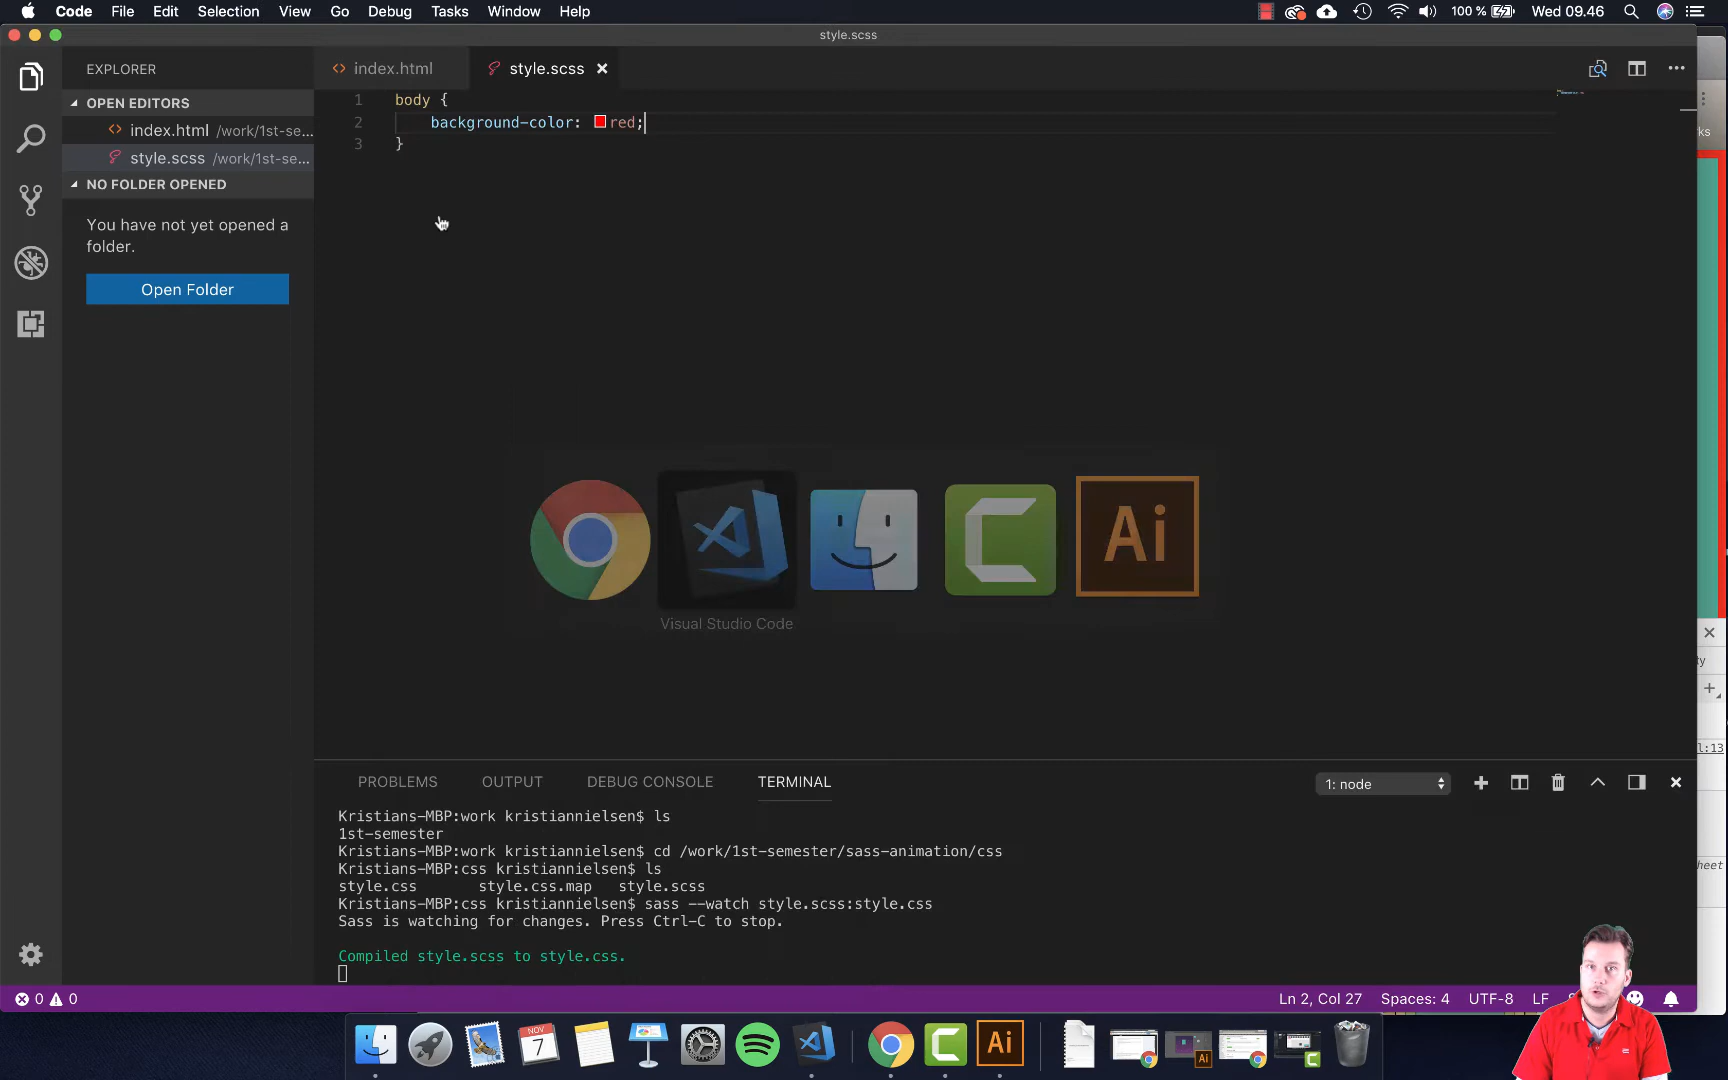 Code File Edit Selection View Go Debug Tasks Window Help
100 % Wed 09.46
style.scss
EXPLORER
index.html
style.scss
OPEN EDITORS
index.html /work/1st-se...
style.scss /work/1st-se...
NO FOLDER OPENED
You have not yet opened a
folder.
Open Folder
1 body {
2 background-color: red;
3 }
Ai
Visual Studio Code
PROBLEMS OUTPUT DEBUG CONSOLE TERMINAL
1: node
Kristians-MBP:work kristiannielsen$ ls
1st-semester
Kristians-MBP:work kristiannielsen$ cd /work/1st-semester/sass-animation/css
Kristians-MBP:css kristiannielsen$ ls
style.css style.css.map style.scss
Kristians-MBP:css kristiannielsen$ sass --watch style.scss:style.css
Sass is watching for changes. Press Ctrl-C to stop.
Compiled style.scss to style.css.
0 0
Ln 2, Col 27 Spaces: 4 UTF-8 LF
ks
ty
l:13
heet
NOV
7
Ai